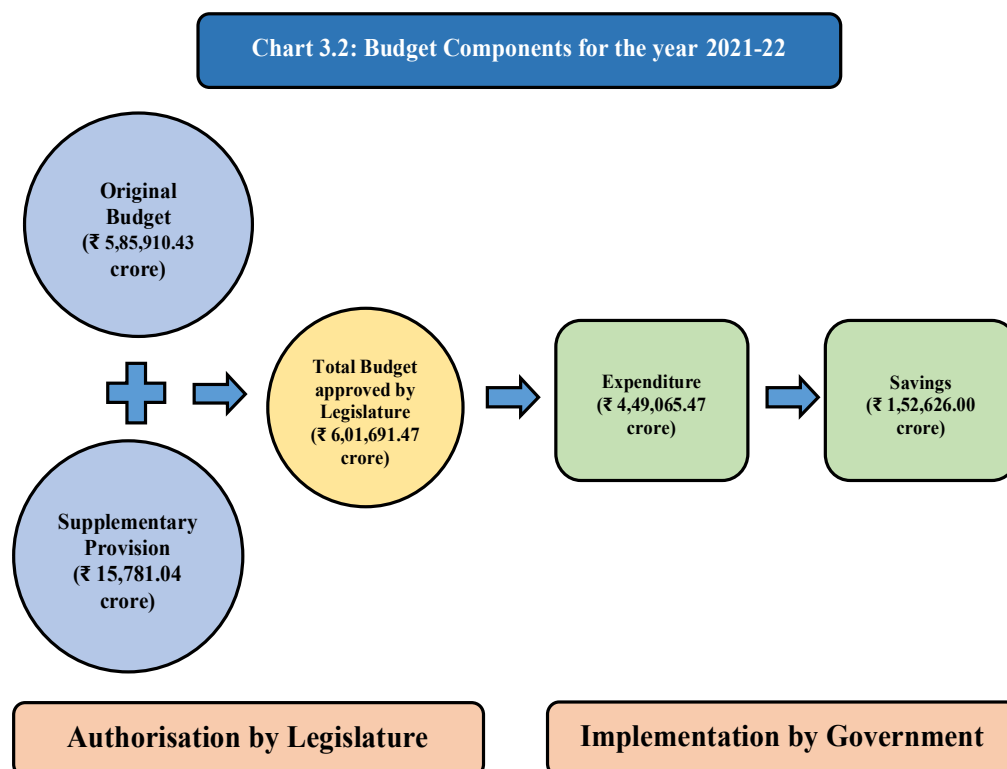 Chart 3.2: Budget Components for the year 2021-22
Original
Budget
(₹ 5,85,910.43
crore)
Supplementary
Provision
(₹ 15,781.04
crore)
Total Budget
approved by
Legislature
(₹ 6,01,691.47
crore)
Expenditure
(₹ 4,49,065.47
crore)
Savings
(₹ 1,52,626.00
crore)
Authorisation by Legislature
Implementation by Government